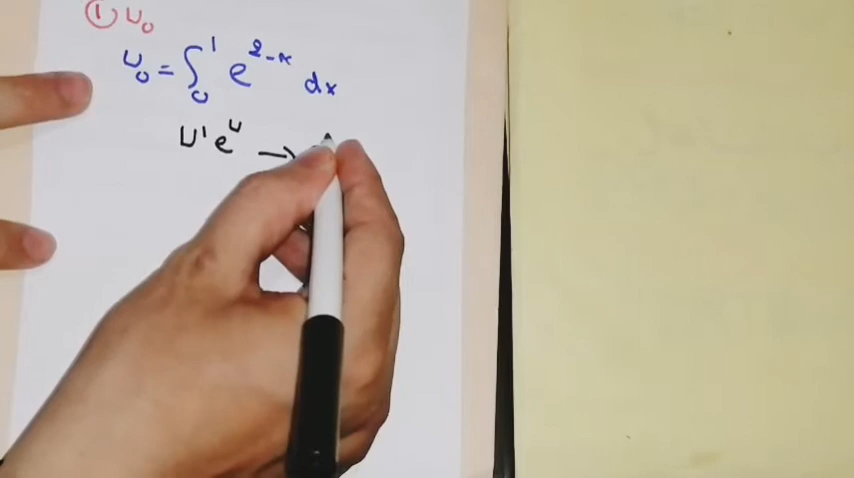 ① U₀
U₀ = ∫₀¹ e^{2-x} dx
U' e^U →